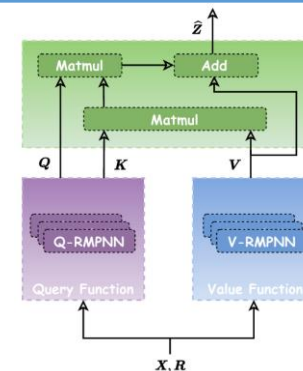 Ẑ
Matmul
Add
Matmul
Q
K
V
Q-RMPNN
V-RMPNN
Query Function
Value Function
X, R